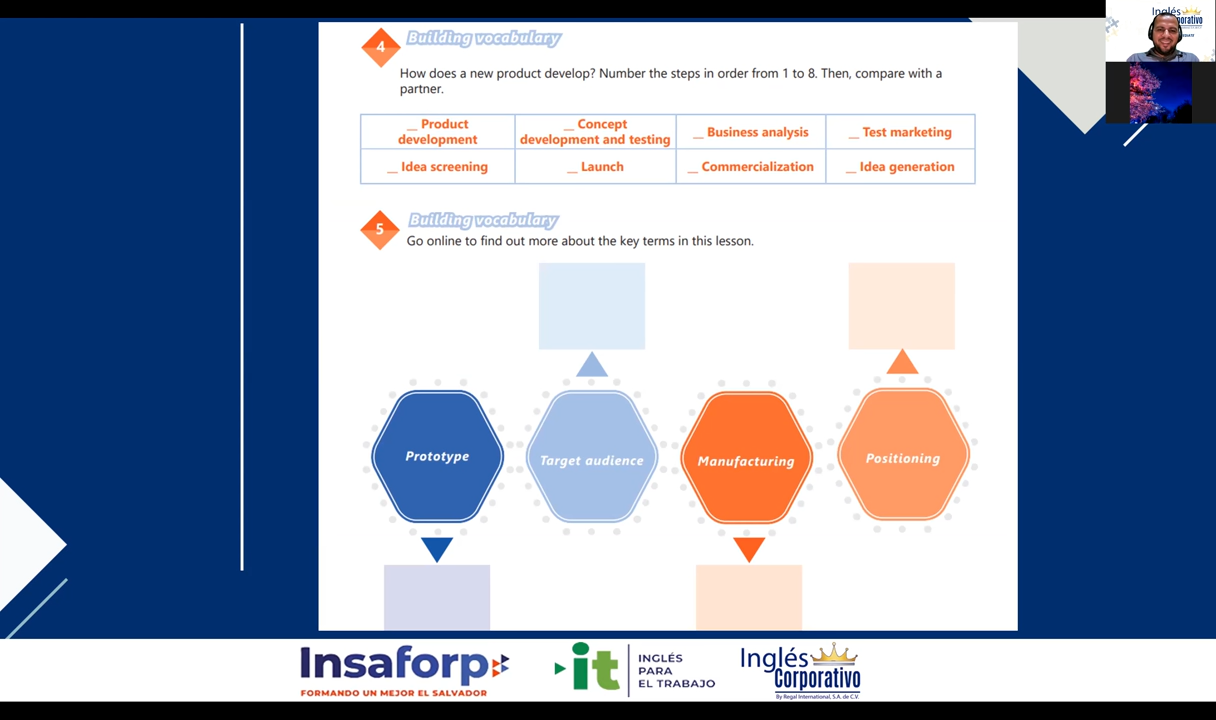 4
Building vocabulary
How does a new product develop? Number the steps in order from 1 to 8. Then, compare with a
partner.
__ Product
development
__ Concept
development and testing
__ Business analysis
__ Test marketing
__ Idea screening
__ Launch
__ Commercialization
__ Idea generation
5
Building vocabulary
Go online to find out more about the key terms in this lesson.
Prototype
Target audience
Manufacturing
Positioning
Insaforp
FORMANDO UN MEJOR EL SALVADOR
it
INGLÉS
PARA
EL TRABAJO
Inglés
Corporativo
By Regal International, S.A. de C.V.
Inglés